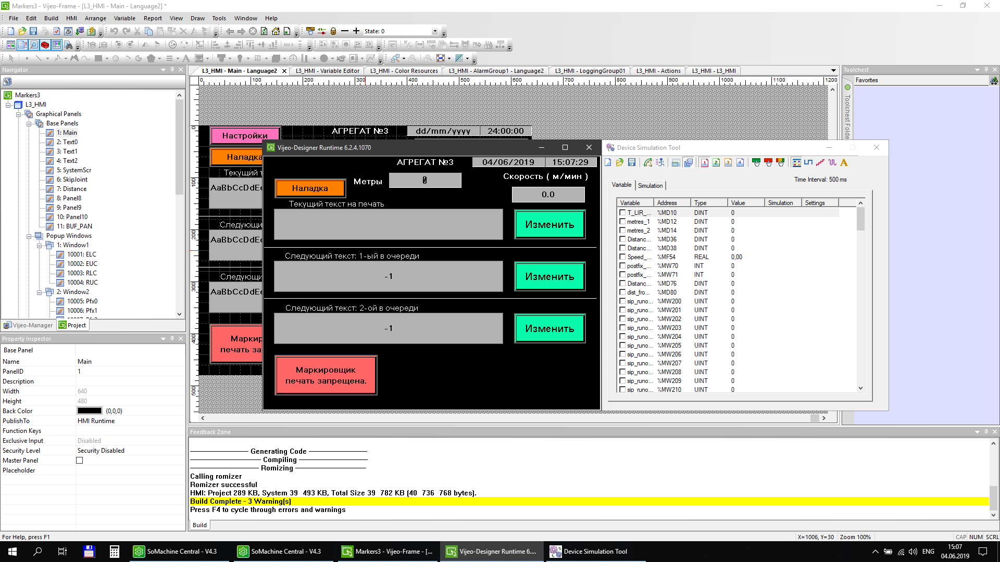 Markers3 - Vijeo-Frame - [L3_HMI - Main - Language2] *
File Edit Build HMI Arrange Variable Report View Draw Tools Window Help
State: 0
Navigator
L3_HMI - Main - Language2
L3_HMI - Variable Editor
L3_HMI - Color Resources
L3_HMI - AlarmGroup1 - Language2
L3_HMI - LoggingGroup01
L3_HMI - Actions
L3_HMI - L3_HMI
Toolchest
Favorites
Toolchest Folder
0 100 200 300 400 500 600 700 800 900 1000 1100 1200
0 100 200 300 400 500
Markers3
L3_HMI
Graphical Panels
Base Panels
1: Main
2: Text0
3: Text1
4: Text2
5: SystemScr
6: SkipJoint
7: Distance
8: Panel8
9: Panel9
10: Panel10
11: BUF_PAN
Popup Windows
1: Window1
10001: ELC
10002: EUC
10003: RLC
10004: RUC
2: Window2
10005: Pfx0
10006: Pfx1
Vijeo-Manager Project
Property Inspector
Base Panel
Name Main
PanelID 1
Description
Width 640
Height 480
Back Color (0,0,0)
PublishTo HMI Runtime
Function Keys
Exclusive Input Disabled
Security Level Security Disabled
Master Panel
Placeholder
Настройки
АГРЕГАТ №3
dd/mm/yyyy
24:00:00
Наладка
Текущий т
AaBbCcDdEe
Следующи
AaBbCcDdEe
Следующи
AaBbCcDdEe
Маркир
печать за
Vijeo-Designer Runtime 6.2.4.1070
АГРЕГАТ №3
04/06/2019
15:07:29
Наладка
Метры
0
Скорость ( м/мин )
0.0
Текущий текст на печать
Изменить
Следующий текст: 1-ый в очереди
-1
Изменить
Следующий текст: 2-ой в очереди
-1
Изменить
Маркировщик
печать запрещена.
Device Simulation Tool
1 2 3 4
A
Time Interval: 500 ms
Variable Simulation
Variable Address Type Value Simulation Settings
T_LIR_... %MD10 DINT 0
metres_1 %MD12 DINT 0
metres_2 %MD14 DINT 0
Distanc... %MD36 DINT 0
Distanc... %MD38 DINT 0
Speed_... %MF54 REAL 0,00
postfix_... %MW70 INT 0
postfix_... %MW71 INT 0
Distanc... %MD76 DINT 0
dist_fro... %MD80 DINT 0
sip_runo... %MW200 UINT 0
sip_runo... %MW201 UINT 0
sip_runo... %MW202 UINT 0
sip_runo... %MW203 UINT 0
sip_runo... %MW204 UINT 0
sip_runo... %MW205 UINT 0
sip_runo... %MW206 UINT 0
sip_runo... %MW207 UINT 0
sip_runo... %MW208 UINT 0
sip_runo... %MW209 UINT 0
sip_runo... %MW210 UINT 0
Feedback Zone
Generating Code
Compiling
Romizing
Calling romizer
Romizer successful
HMI: Project 289 KB, System 39 493 KB, Total Size 39 782 KB (40 736 768 bytes).
Build Complete - 3 Warning(s)
Press F4 to cycle through errors and warnings
Build
For Help, press F1
X=1006, Y=30
Zoom 100%
CAP NUM SCRL
SoMachine Central - V4.3
SoMachine Central - V4.3
Markers3 - Vijeo-Frame - [...
Vijeo-Designer Runtime 6....
Device Simulation Tool
ENG
15:07
04.06.2019